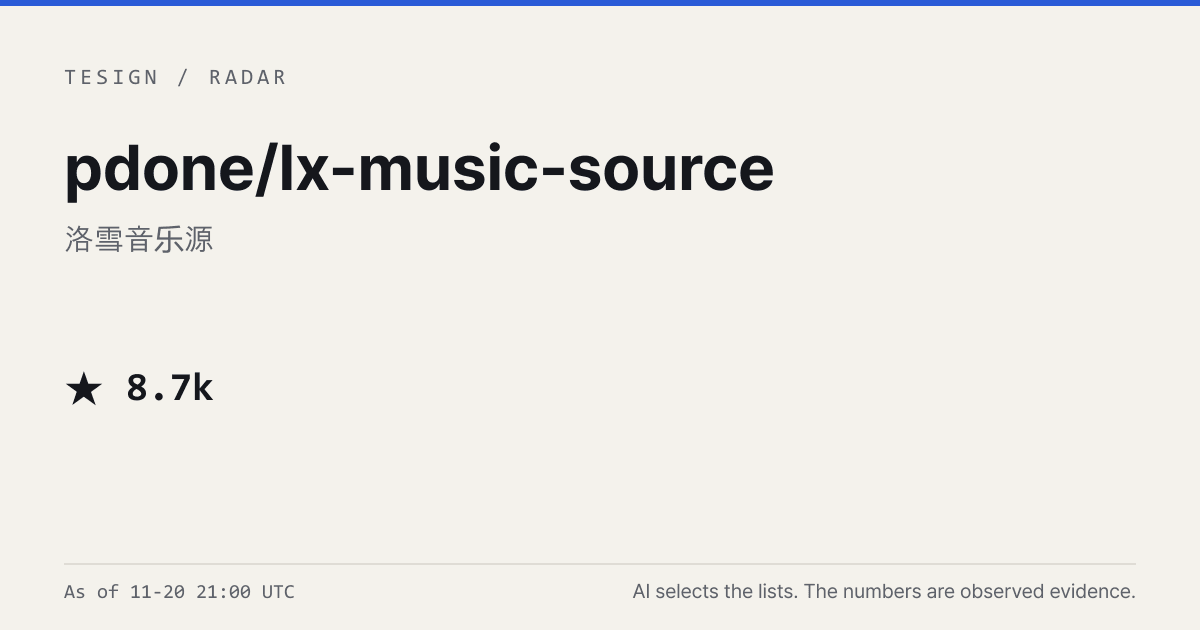 TESIGN / RADAR
pdone/lx-music-source
洛雪音乐源
★ 8.7k
As of 11-20 21:00 UTC
AI selects the lists. The numbers are observed evidence.